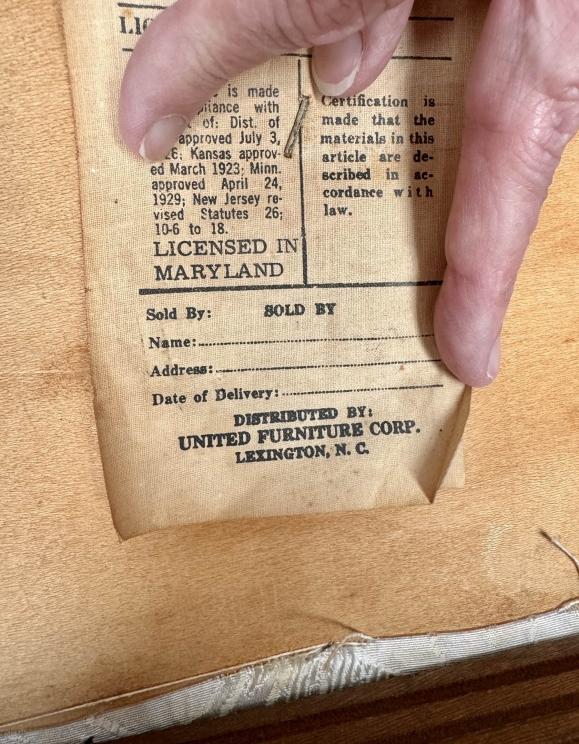 LIC
is made
pliance with
of: Dist. of
approved July 3,
26; Kansas approv-
ed March 1923; Minn.
approved April 24,
1929; New Jersey re-
vised Statutes 26;
10-6 to 18.
LICENSED IN
MARYLAND
Certification is
made that the
materials in this
article are de-
scribed in ac-
cordance with
law.
Sold By: SOLD BY
Name:
Address:
Date of Delivery:
DISTRIBUTED BY:
UNITED FURNITURE CORP.
LEXINGTON, N. C.